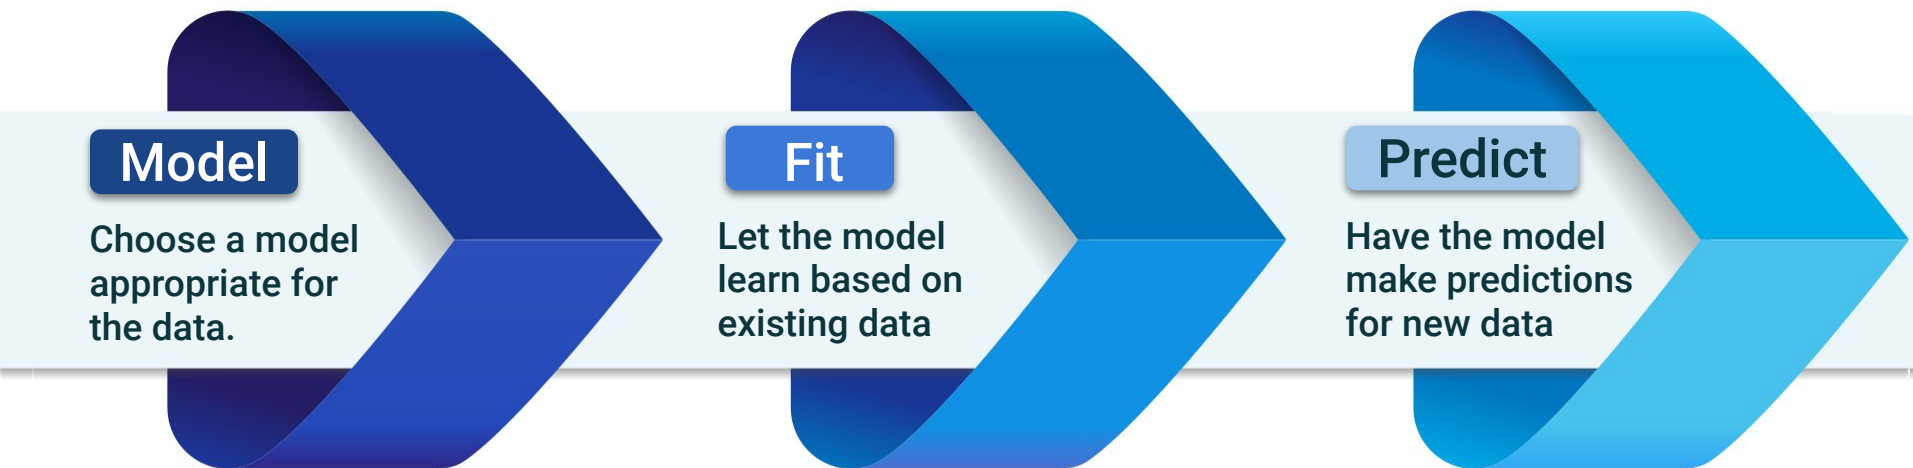 Model
Choose a model
appropriate for
the data.
Fit
Let the model
learn based on
existing data
Predict
Have the model
make predictions
for new data